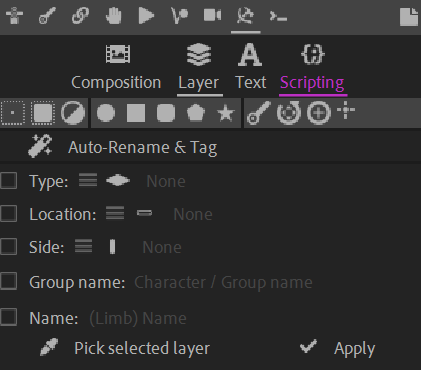 Composition Layer Text Scripting
Auto-Rename & Tag
Type: None
Location: None
Side: None
Group name: Character / Group name
Name: (Limb) Name
Pick selected layer Apply